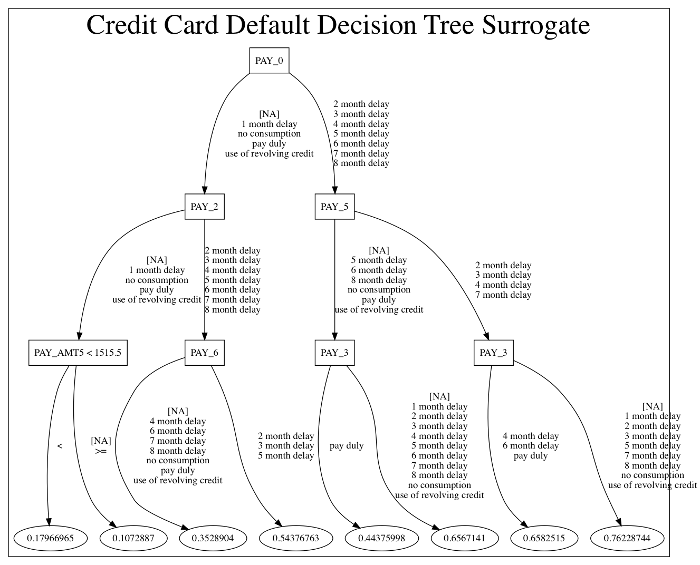 Credit Card Default Decision Tree Surrogate
PAY_0
[NA]
1 month delay
no consumption
pay duly
use of revolving credit
2 month delay
3 month delay
4 month delay
5 month delay
6 month delay
7 month delay
8 month delay
PAY_2
PAY_5
[NA]
1 month delay
no consumption
pay duly
use of revolving credit
2 month delay
3 month delay
4 month delay
5 month delay
6 month delay
7 month delay
8 month delay
[NA]
5 month delay
6 month delay
8 month delay
no consumption
pay duly
use of revolving credit
2 month delay
3 month delay
4 month delay
7 month delay
PAY_AMT5 < 1515.5
PAY_6
PAY_3
PAY_3
<
[NA]
>=
[NA]
4 month delay
6 month delay
7 month delay
8 month delay
no consumption
pay duly
use of revolving credit
2 month delay
3 month delay
5 month delay
pay duly
[NA]
1 month delay
2 month delay
3 month delay
4 month delay
5 month delay
6 month delay
7 month delay
8 month delay
no consumption
use of revolving credit
4 month delay
6 month delay
pay duly
[NA]
1 month delay
2 month delay
3 month delay
5 month delay
7 month delay
8 month delay
no consumption
use of revolving credit
0.17966965
0.1072887
0.3528904
0.54376763
0.44375998
0.6567141
0.6582515
0.76228744